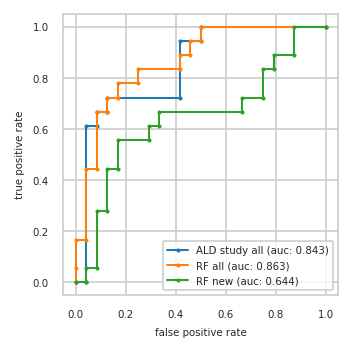 1.0
0.8
0.6
0.4
0.2
0.0
true positive rate
ALD study all (auc: 0.843)
RF all (auc: 0.863)
RF new (auc: 0.644)
0.0 0.2 0.4 0.6 0.8 1.0
false positive rate